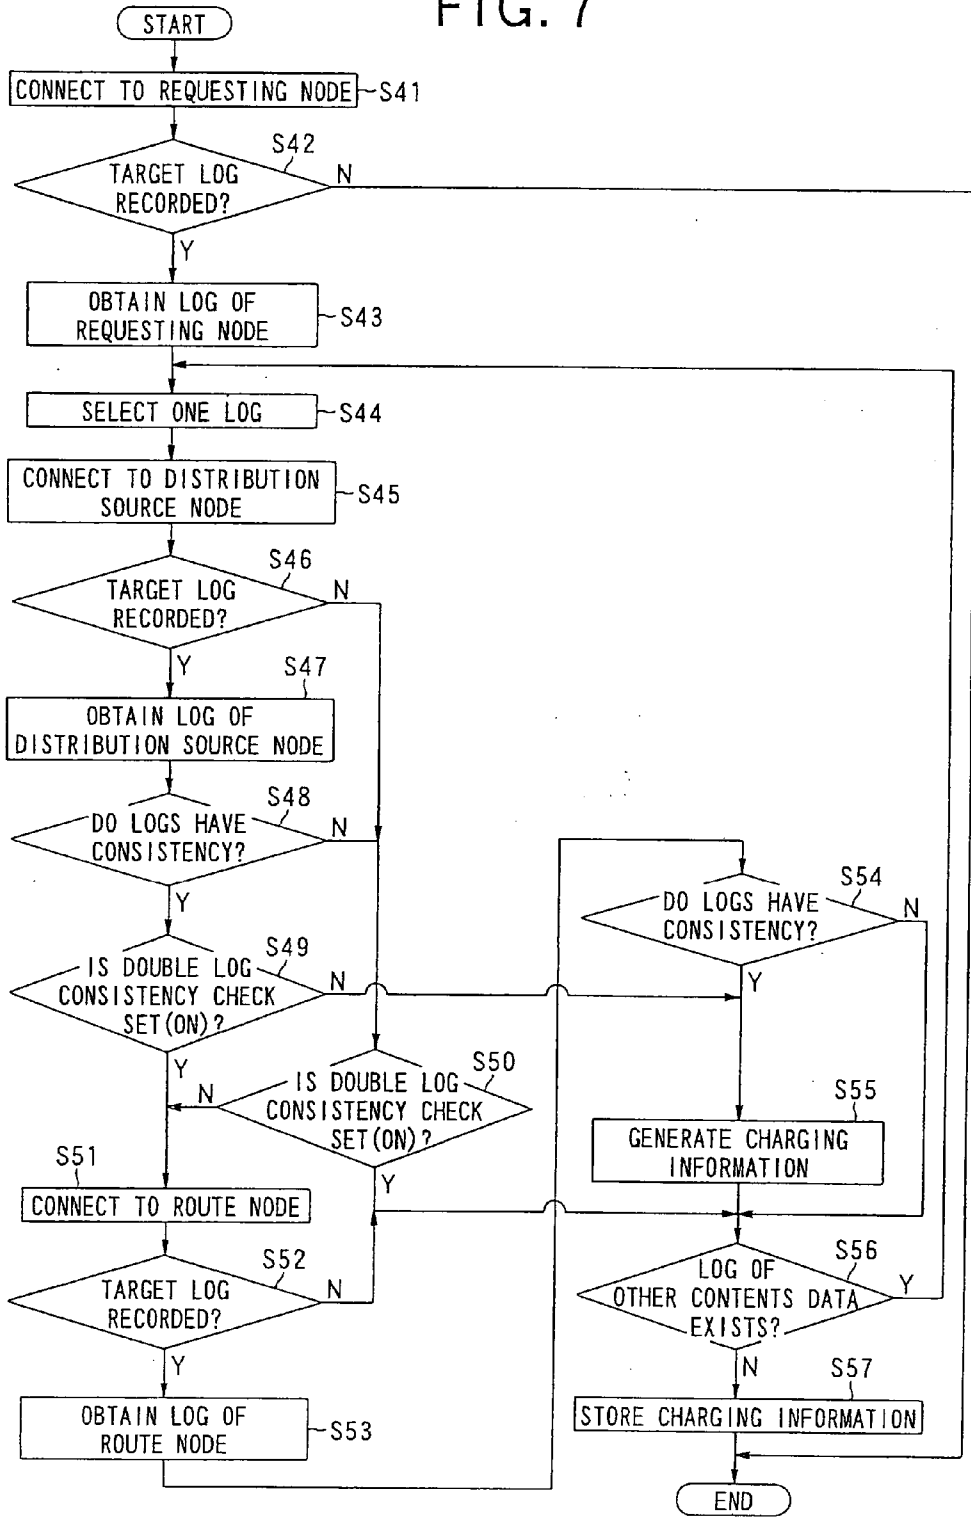 FIG. 7
START
CONNECT TO REQUESTING NODE
S41
S42
TARGET LOG
RECORDED?
N
Y
OBTAIN LOG OF
REQUESTING NODE
S43
SELECT ONE LOG
S44
CONNECT TO DISTRIBUTION
SOURCE NODE
S45
S46
TARGET LOG
RECORDED?
N
Y
S47
OBTAIN LOG OF
DISTRIBUTION SOURCE NODE
S48
DO LOGS HAVE
CONSISTENCY?
N
Y
S49
IS DOUBLE LOG
CONSISTENCY CHECK
SET(ON)?
N
Y
S50
IS DOUBLE LOG
CONSISTENCY CHECK
SET(ON)?
N
Y
S51
CONNECT TO ROUTE NODE
S52
TARGET LOG
RECORDED?
N
Y
OBTAIN LOG OF
ROUTE NODE
S53
S54
DO LOGS HAVE
CONSISTENCY?
N
Y
S55
GENERATE CHARGING
INFORMATION
S56
LOG OF
OTHER CONTENTS DATA
EXISTS?
Y
N
S57
STORE CHARGING INFORMATION
END